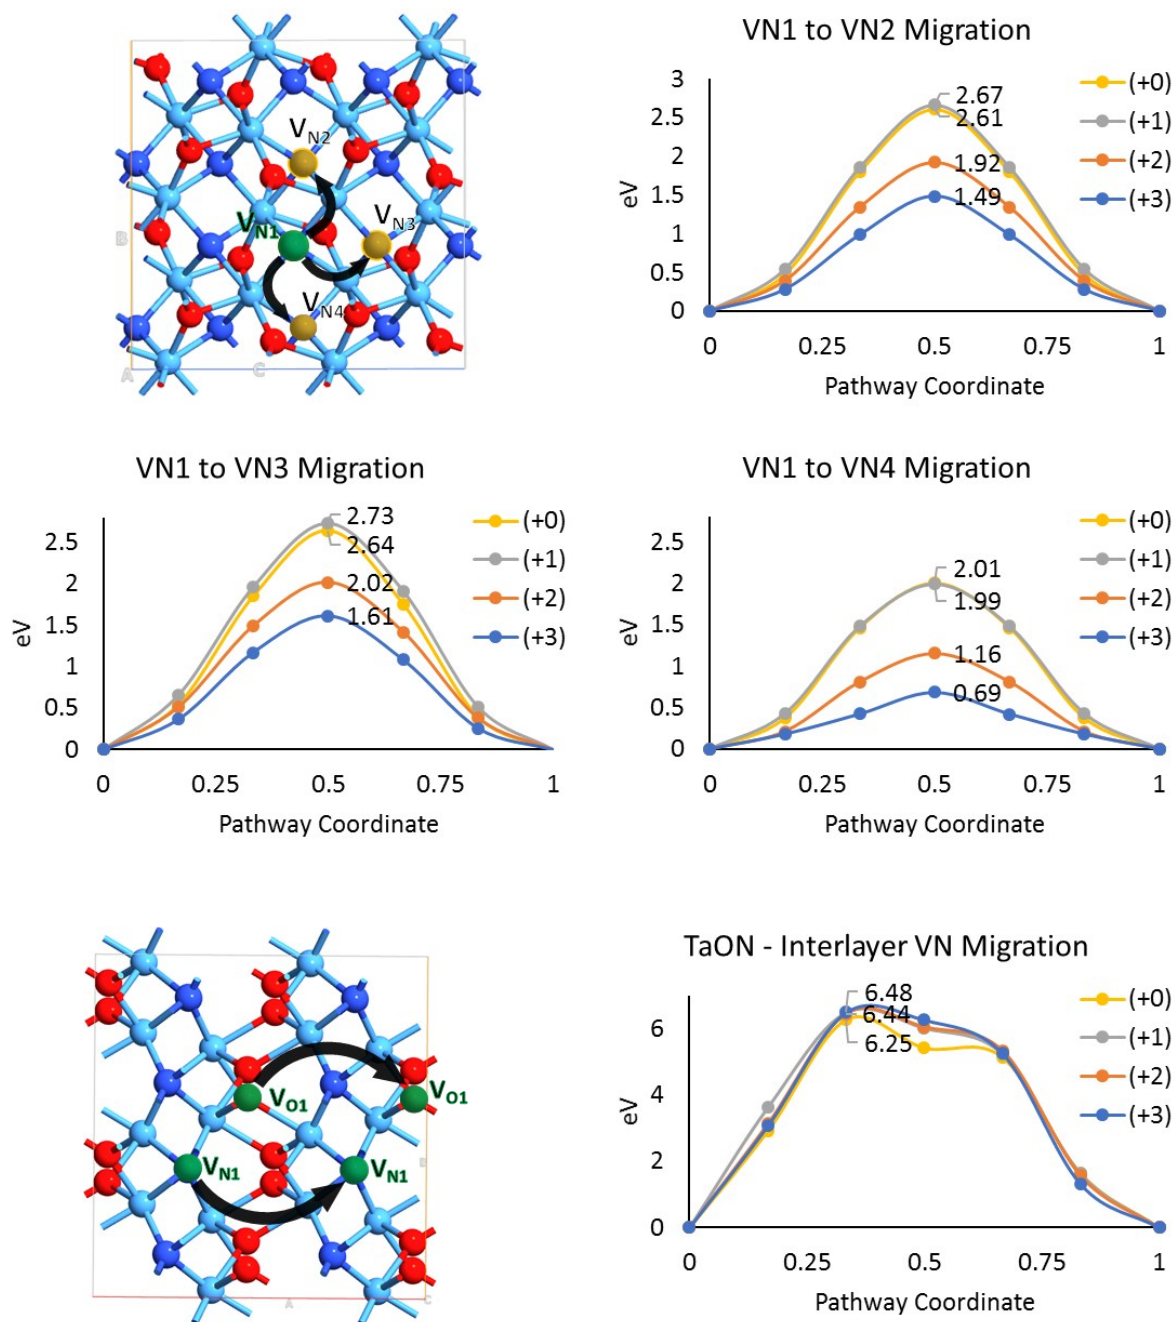 VN1 to VN2 Migration
VN2
VN1
VN3
VN4
A
B
C
3
2.5
2
1.5
1
0.5
0
eV
2.67
2.61
1.92
1.49
(+0)
(+1)
(+2)
(+3)
0 0.25 0.5 0.75 1
Pathway Coordinate
VN1 to VN3 Migration
2.5
2
1.5
1
0.5
0
eV
2.73
2.64
2.02
1.61
(+0)
(+1)
(+2)
(+3)
0 0.25 0.5 0.75 1
Pathway Coordinate
VN1 to VN4 Migration
2.5
2
1.5
1
0.5
0
eV
2.01
1.99
1.16
0.69
(+0)
(+1)
(+2)
(+3)
0 0.25 0.5 0.75 1
Pathway Coordinate
VO1
VO1
VN1
VN1
A
C
TaON - Interlayer VN Migration
6
4
2
0
eV
6.48
6.44
6.25
(+0)
(+1)
(+2)
(+3)
0 0.25 0.5 0.75 1
Pathway Coordinate